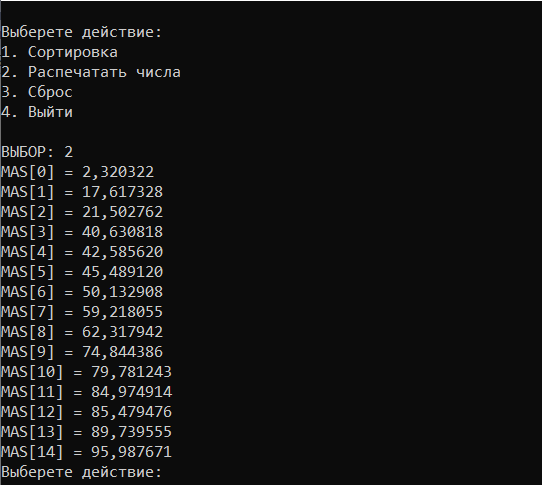 Выберете действие:
1. Сортировка
2. Распечатать числа
3. Сброс
4. Выйти
ВЫБОР: 2
MAS[0] = 2,320322
MAS[1] = 17,617328
MAS[2] = 21,502762
MAS[3] = 40,630818
MAS[4] = 42,585620
MAS[5] = 45,489120
MAS[6] = 50,132908
MAS[7] = 59,218055
MAS[8] = 62,317942
MAS[9] = 74,844386
MAS[10] = 79,781243
MAS[11] = 84,974914
MAS[12] = 85,479476
MAS[13] = 89,739555
MAS[14] = 95,987671
Выберете действие: